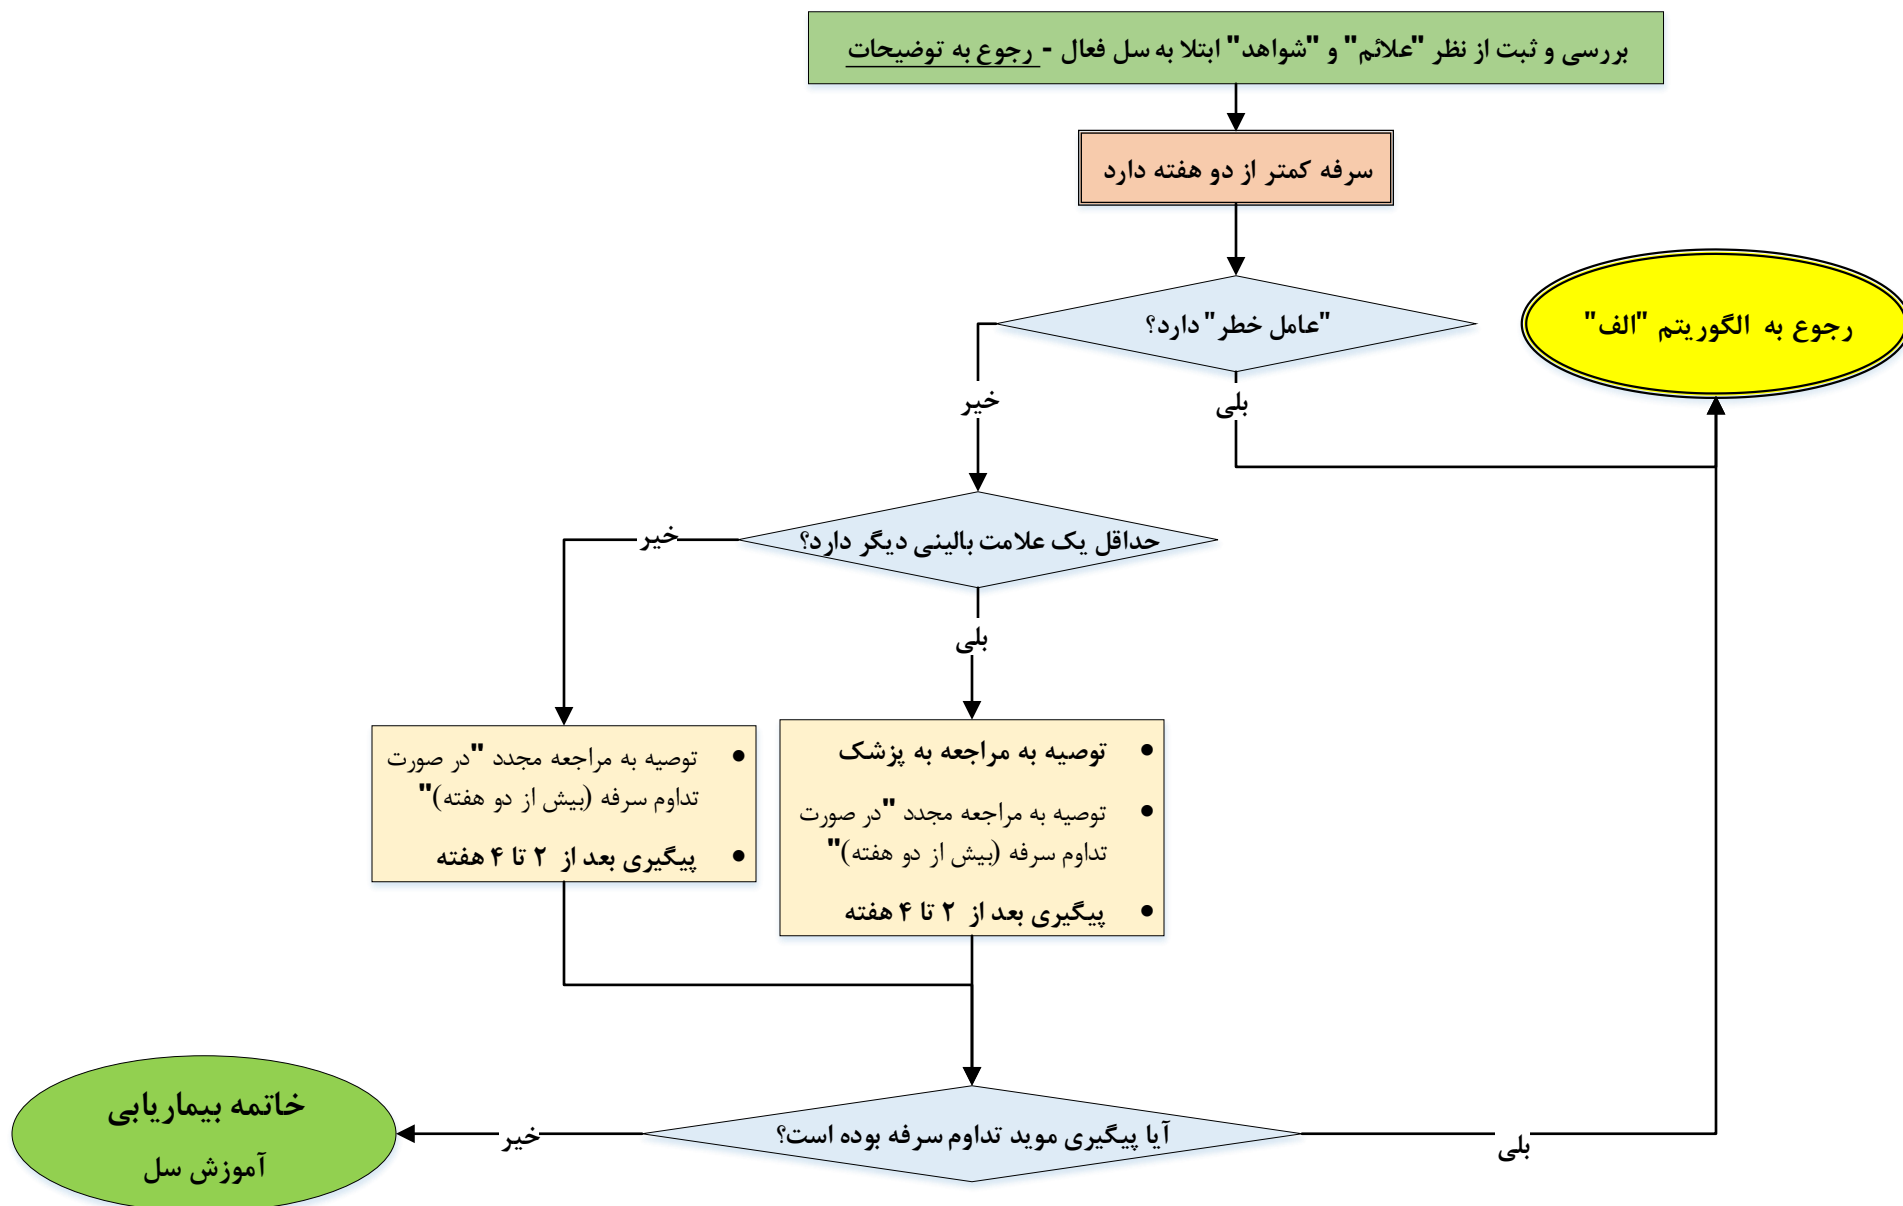 بررسی و ثبت از نظر "علائم" و "شواهد" ابتلا به سل فعال - رجوع به توضیحات
سرفه کمتر از دو هفته دارد
"عامل خطر" دارد؟
رجوع به الگوریتم "الف"
خیر
بلی
حداقل یک علامت بالینی دیگر دارد؟
خیر
بلی
• توصیه به مراجعه به پزشک
• توصیه به مراجعه مجدد "در صورت
تداوم سرفه (بیش از دو هفته)"
• پیگیری بعد از ۲ تا ۴ هفته
• توصیه به مراجعه مجدد "در صورت
تداوم سرفه (بیش از دو هفته)"
• پیگیری بعد از ۲ تا ۴ هفته
آیا پیگیری موید تداوم سرفه بوده است؟
بلی
خیر
خاتمه بیماریابی
آموزش سل